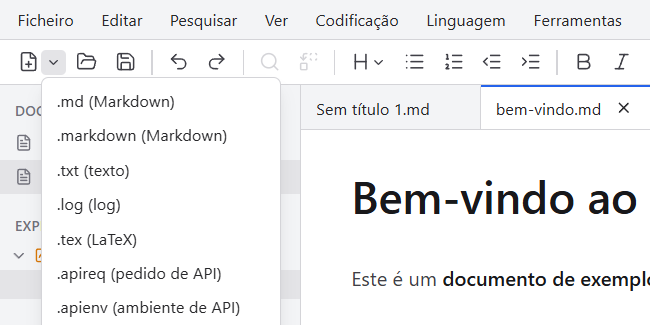 Ficheiro Editar Pesquisar Ver Codificação Linguagem Ferramentas
H B I
.md (Markdown)
.markdown (Markdown)
.txt (texto)
.log (log)
.tex (LaTeX)
.apireq (pedido de API)
.apienv (ambiente de API)
DOC
EXP
Sem título 1.md bem-vindo.md
Bem-vindo ao
Este é um documento de exemplo